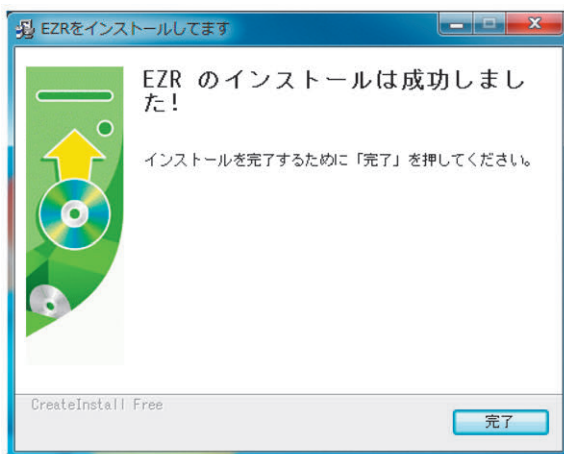 EZRをインストールしてます
EZR のインストールは成功しまし
た!
インストールを完了するために「完了」を押してください。
CreateInstall Free
完了